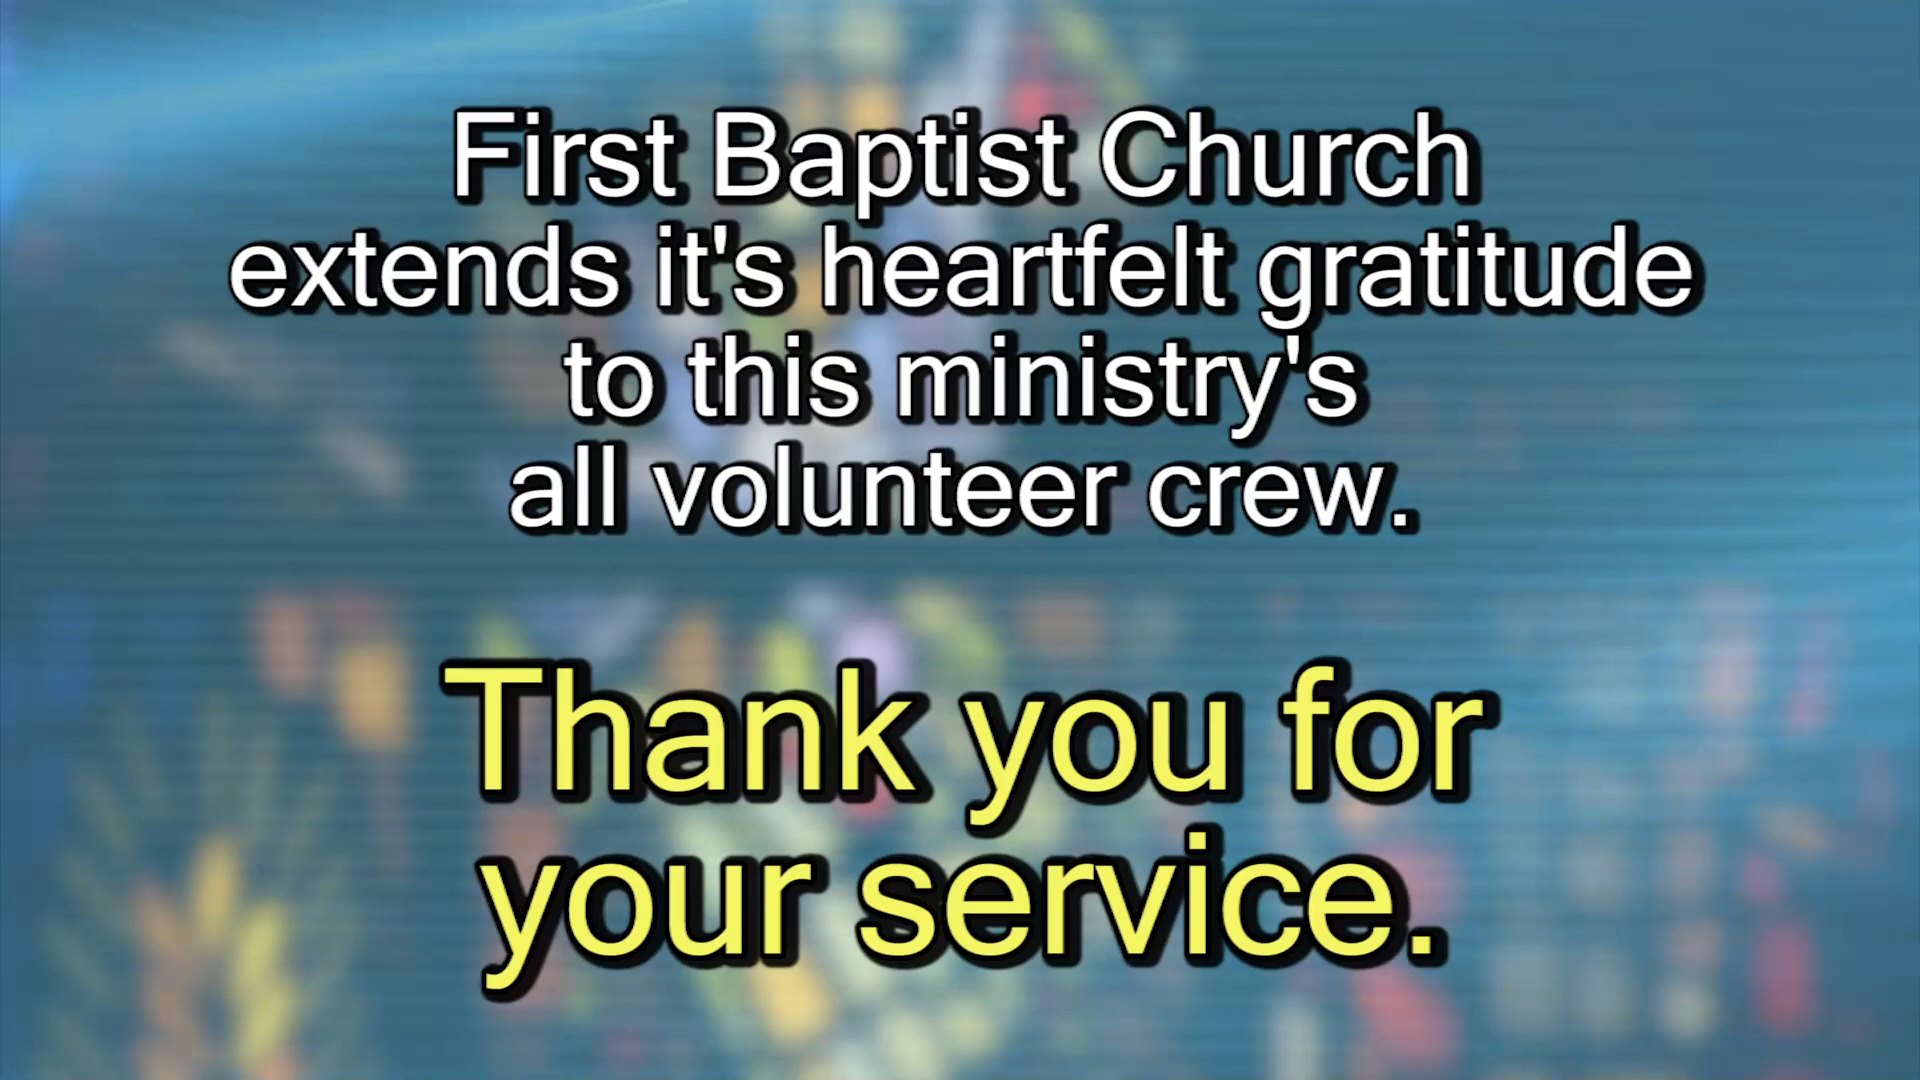 First Baptist Church
extends it's heartfelt gratitude
to this ministry's
all volunteer crew.
Thank you for
your service.